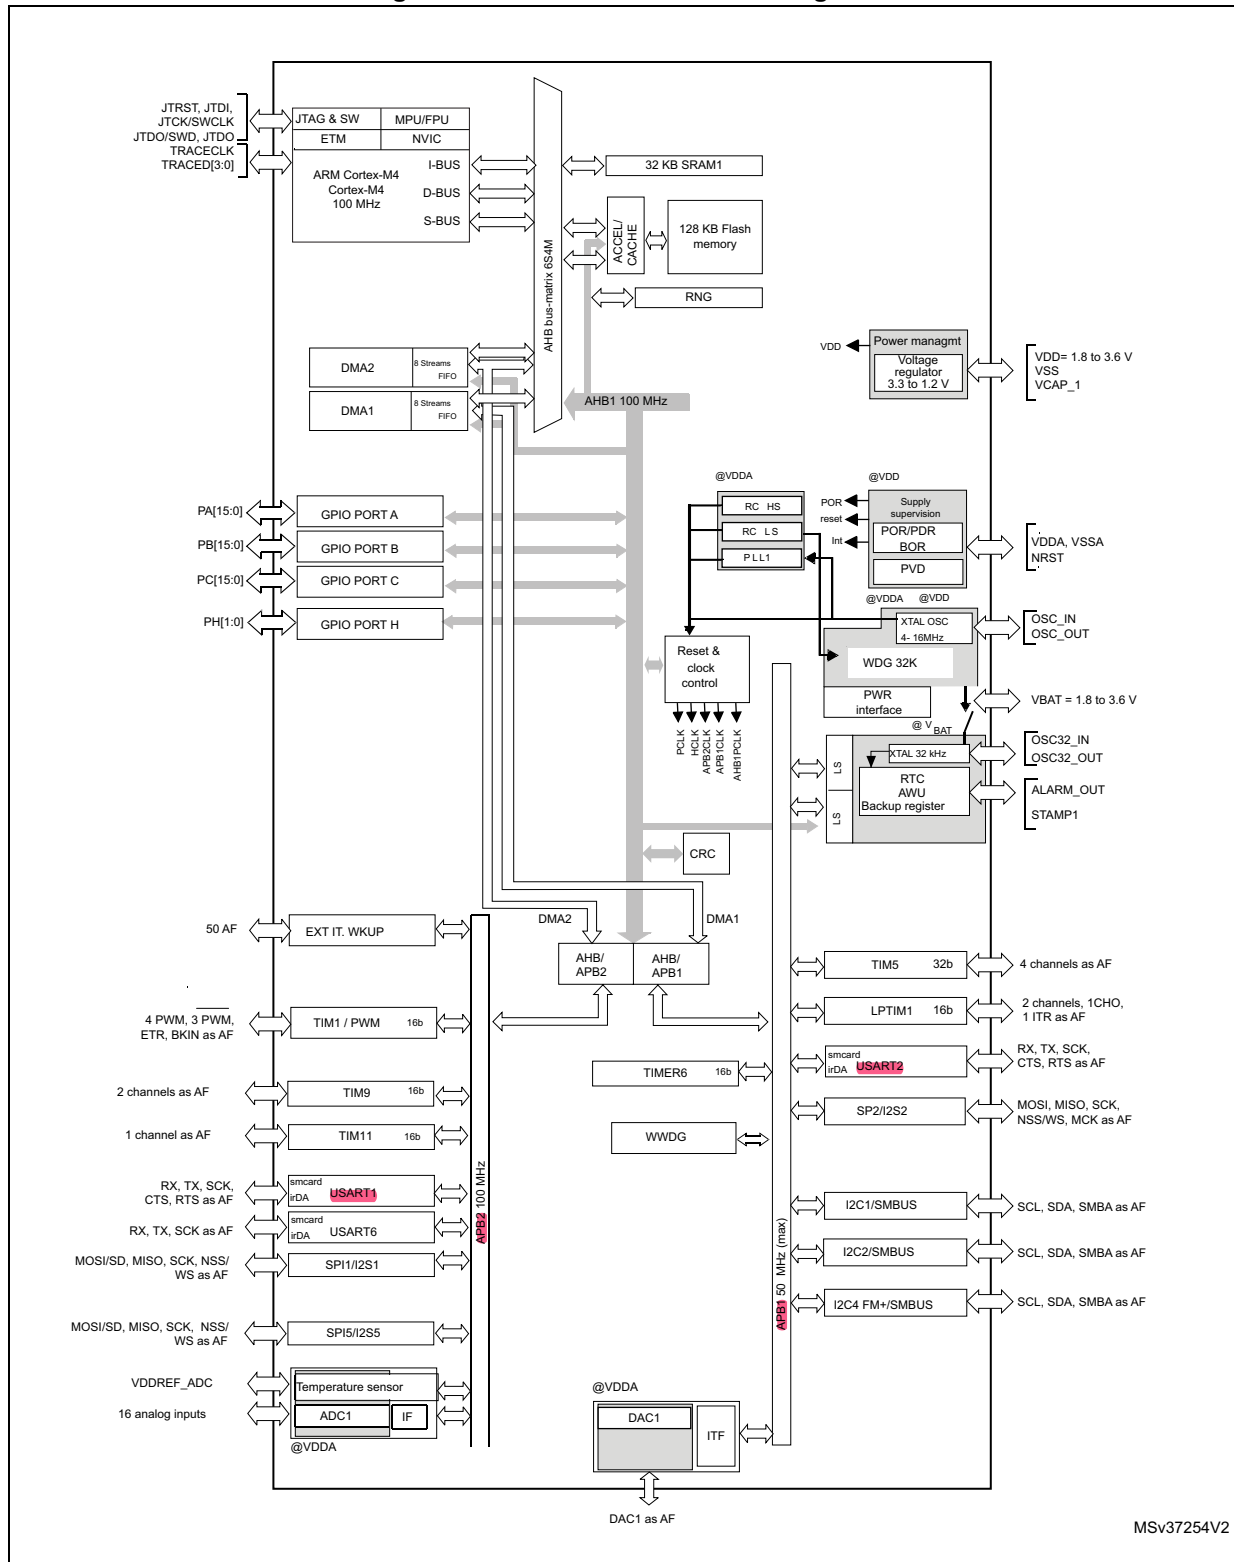 JTRST, JTDI,
JTCK/SWCLK
JTDO/SWD, JTDO
TRACECLK
TRACED[3:0]
JTAG & SW
MPU/FPU
ETM
NVIC
ARM Cortex-M4
Cortex-M4
100 MHz
I-BUS
D-BUS
S-BUS
AHB bus-matrix 6S4M
32 KB SRAM1
ACCEL/
CACHE
128 KB Flash
memory
RNG
DMA2
8 Streams
FIFO
DMA1
8 Streams
FIFO
AHB1 100 MHz
VDD
Power managmt
Voltage
regulator
3.3 to 1.2 V
VDD= 1.8 to 3.6 V
VSS
VCAP_1
@VDDA
RC HS
RC LS
PLL1
@VDD
POR
reset
Int
Supply
supervision
POR/PDR
BOR
PVD
VDDA, VSSA
NRST
PA[15:0]
GPIO PORT A
PB[15:0]
GPIO PORT B
PC[15:0]
GPIO PORT C
PH[1:0]
GPIO PORT H
@VDDA
@VDD
XTAL OSC
4- 16MHz
OSC_IN
OSC_OUT
WDG 32K
Reset &
clock
control
PCLK
HCLK
APB2CLK
APB1CLK
AHB1PCLK
PWR
interface
VBAT = 1.8 to 3.6 V
@ VBAT
LS
LS
XTAL 32 kHz
OSC32_IN
OSC32_OUT
RTC
AWU
Backup register
ALARM_OUT
STAMP1
CRC
DMA2
DMA1
AHB/
APB2
AHB/
APB1
50 AF
EXT IT. WKUP
4 PWM, 3 PWM,
ETR, BKIN as AF
TIM1 / PWM
16b
2 channels as AF
TIM9
16b
1 channel as AF
TIM11
16b
RX, TX, SCK,
CTS, RTS as AF
smcard
irDA
USART1
RX, TX, SCK as AF
smcard
irDA
USART6
MOSI/SD, MISO, SCK, NSS/
WS as AF
SPI1/I2S1
MOSI/SD, MISO, SCK, NSS/
WS as AF
SPI5/I2S5
VDDREF_ADC
Temperature sensor
16 analog inputs
ADC1
IF
@VDDA
APB2 100 MHz
TIMER6
16b
WWDG
APB1 50 MHz (max)
TIM5
32b
4 channels as AF
LPTIM1
16b
2 channels, 1CHO,
1 ITR as AF
smcard
irDA
USART2
RX, TX, SCK,
CTS, RTS as AF
SP2/I2S2
MOSI, MISO, SCK,
NSS/WS, MCK as AF
I2C1/SMBUS
SCL, SDA, SMBA as AF
I2C2/SMBUS
SCL, SDA, SMBA as AF
I2C4 FM+/SMBUS
SCL, SDA, SMBA as AF
@VDDA
DAC1
ITF
DAC1 as AF
MSv37254V2